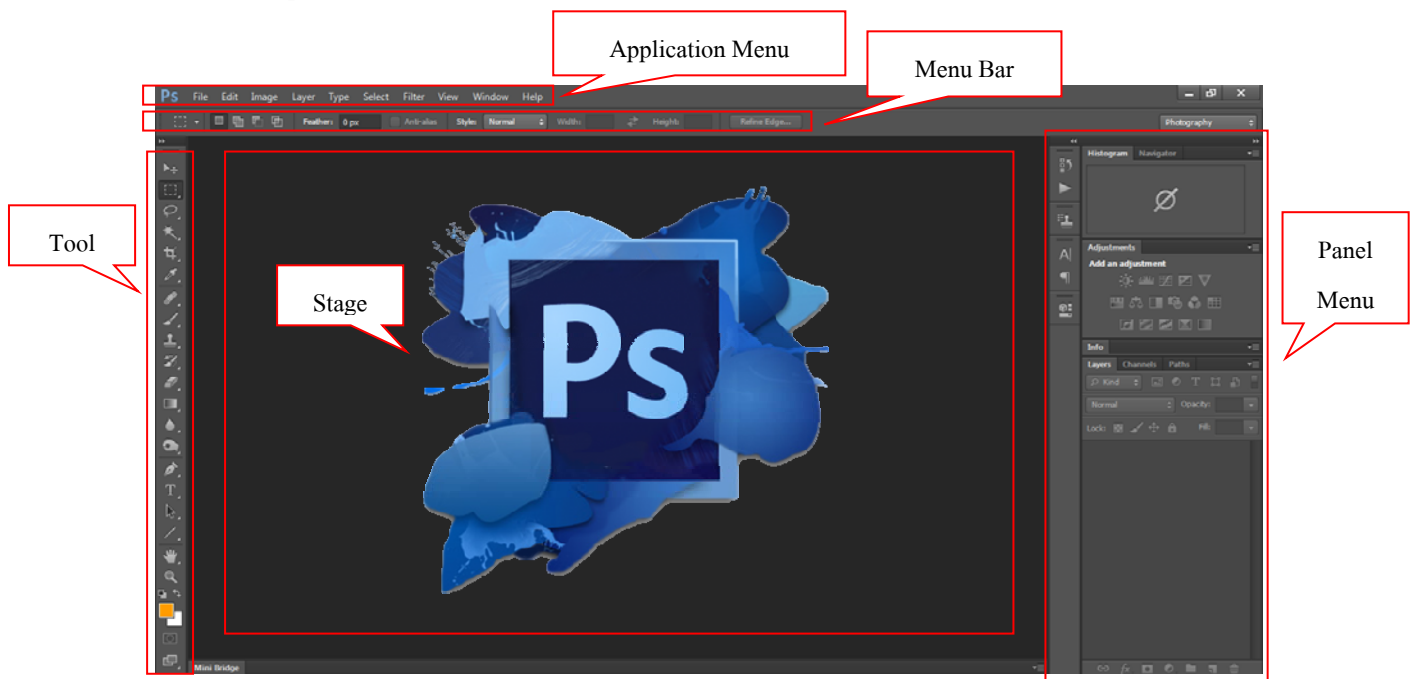 Application Menu
Menu Bar
Ps File Edit Image Layer Type Select Filter View Window Help
Feather: 0 px Anti-alias Style: Normal Width: Height: Refine Edge... Photography
Histogram Navigator
Tool
Panel
Menu
Adjustments
Add an adjustment
Stage
Ps
Info
Layers Channels Paths
Kind
Normal Opacity:
Lock: Fill:
Mini Bridge